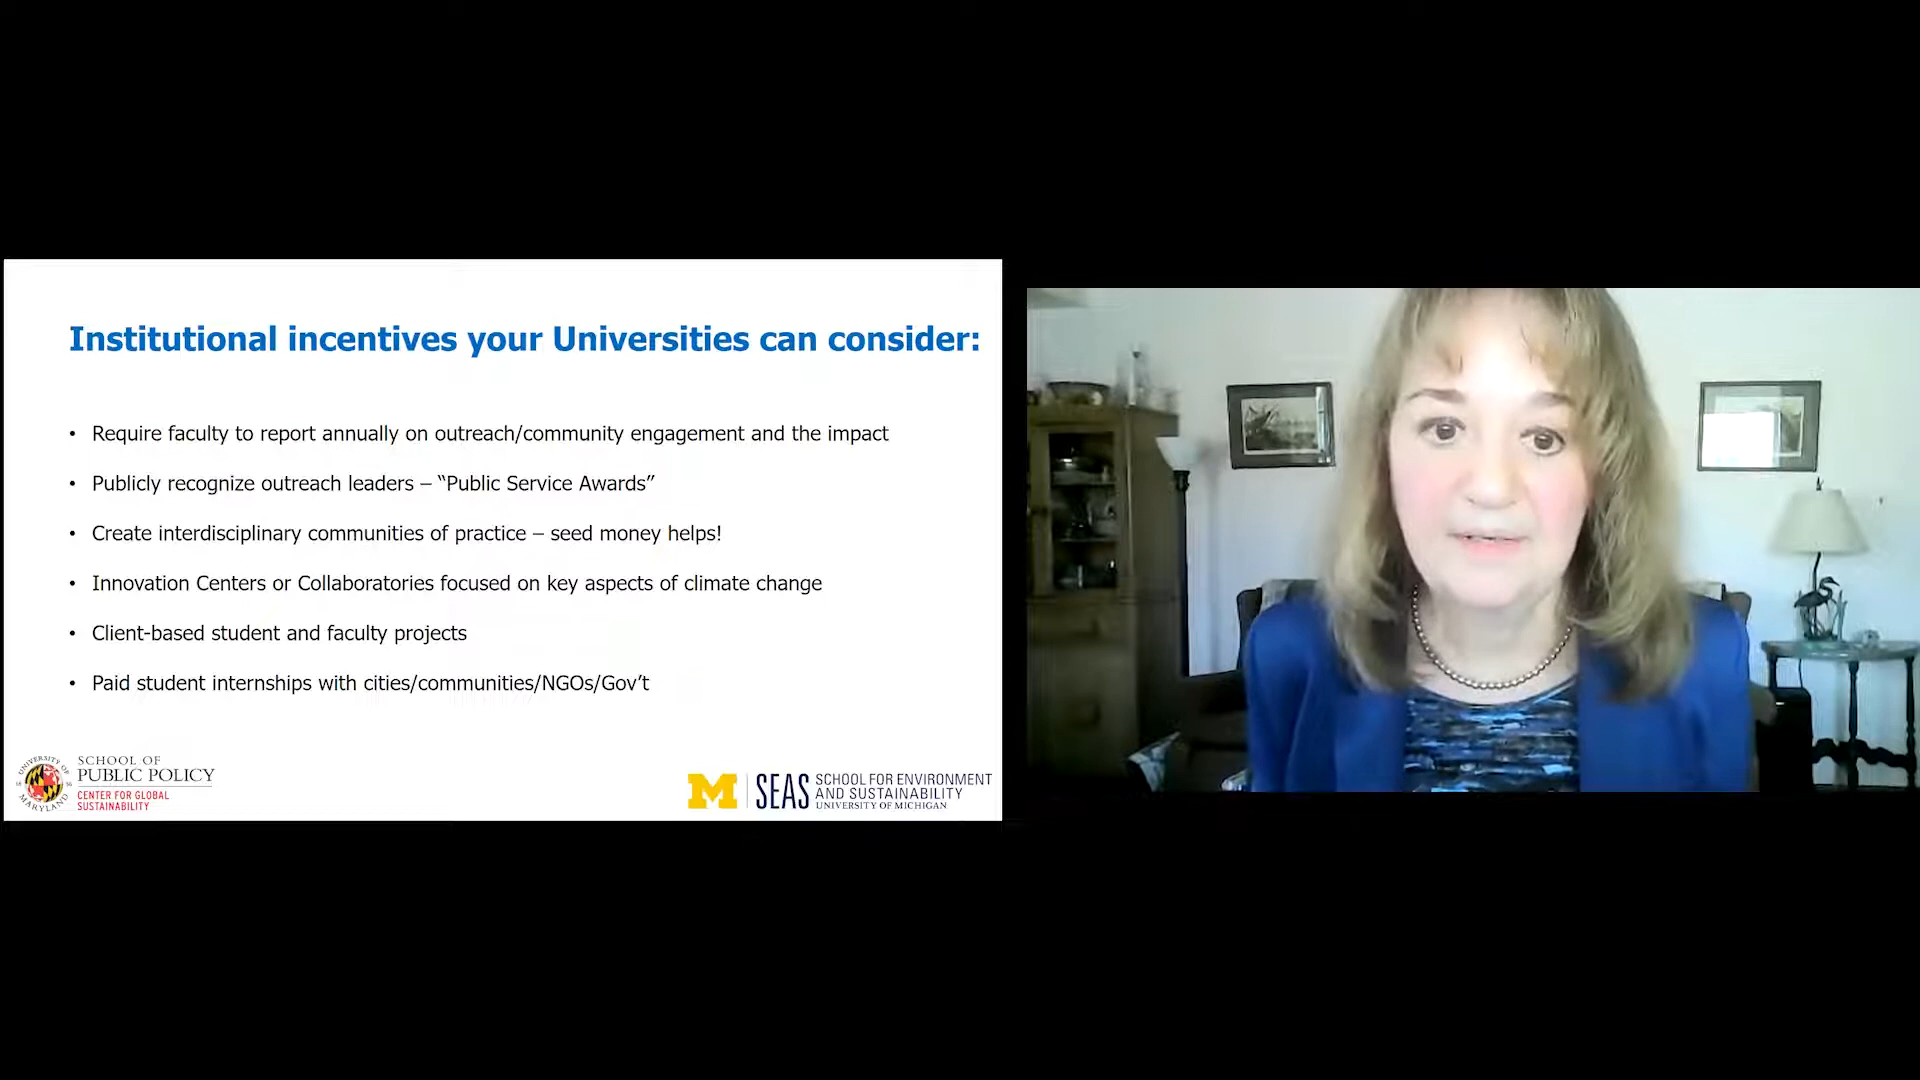 Institutional incentives your Universities can consider:
• Require faculty to report annually on outreach/community engagement and the impact
• Publicly recognize outreach leaders – “Public Service Awards”
• Create interdisciplinary communities of practice – seed money helps!
• Innovation Centers or Collaboratories focused on key aspects of climate change
• Client-based student and faculty projects
• Paid student internships with cities/communities/NGOs/Gov’t
UNIVERSITY OF
MARYLAND
SCHOOL OF
PUBLIC POLICY
CENTER FOR GLOBAL
SUSTAINABILITY
M
SEAS
SCHOOL FOR ENVIRONMENT
AND SUSTAINABILITY
UNIVERSITY OF MICHIGAN